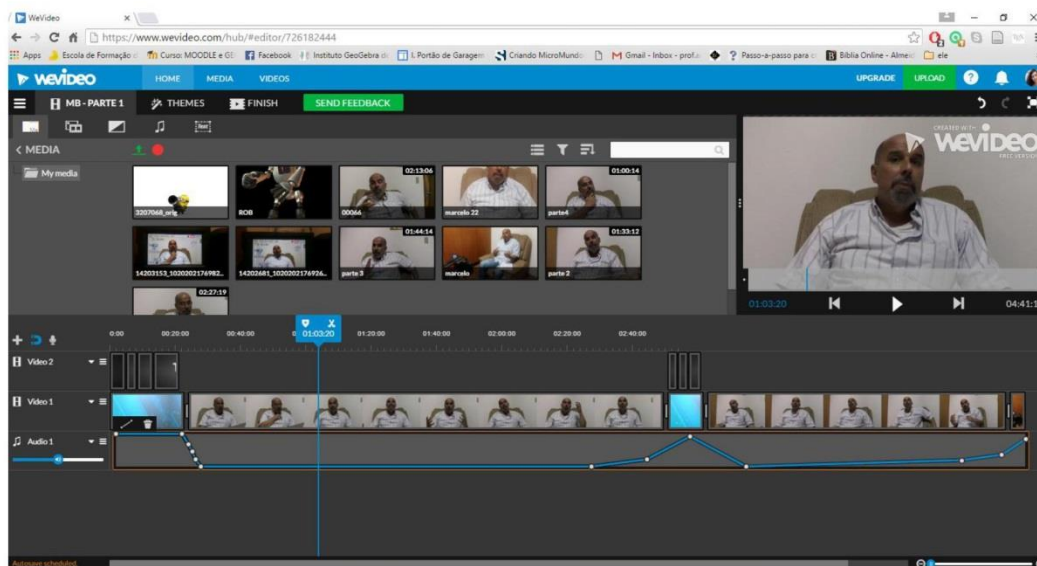 WeVideo
https://www.wevideo.com/hub/#editor/726182444
Apps Escola de Formação Curso: MOODLE e GE Facebook Instituto GeoGebra I. Portão de Garagem Criando MicroMundo Gmail - Inbox - prof. Passo-a-passo para Bíblia Online - Alme ele
WEVIDEO HOME MEDIA VIDEOS UPGRADE UPLOAD ?
MB - PARTE 1 THEMES FINISH SEND FEEDBACK
Text
< MEDIA
CREATED WITH
WEVIDEO
FREE VERSION
My media
02:13:06 01:00:14
2207068_orig ROB 00066 marcelo 22 parte4
01:44:14 01:33:12
14203153_1020202176982... 14202681_1020202176926... parte 3 marcelo parte 2
02:27:19
01:03:20 04:41:1
0:00 00:20:00 00:40:00 01:03:20 01:20:00 01:40:00 02:00:00 02:20:00 02:40:00
Video 2
1
Video 1
Audio 1
Autosave scheduled